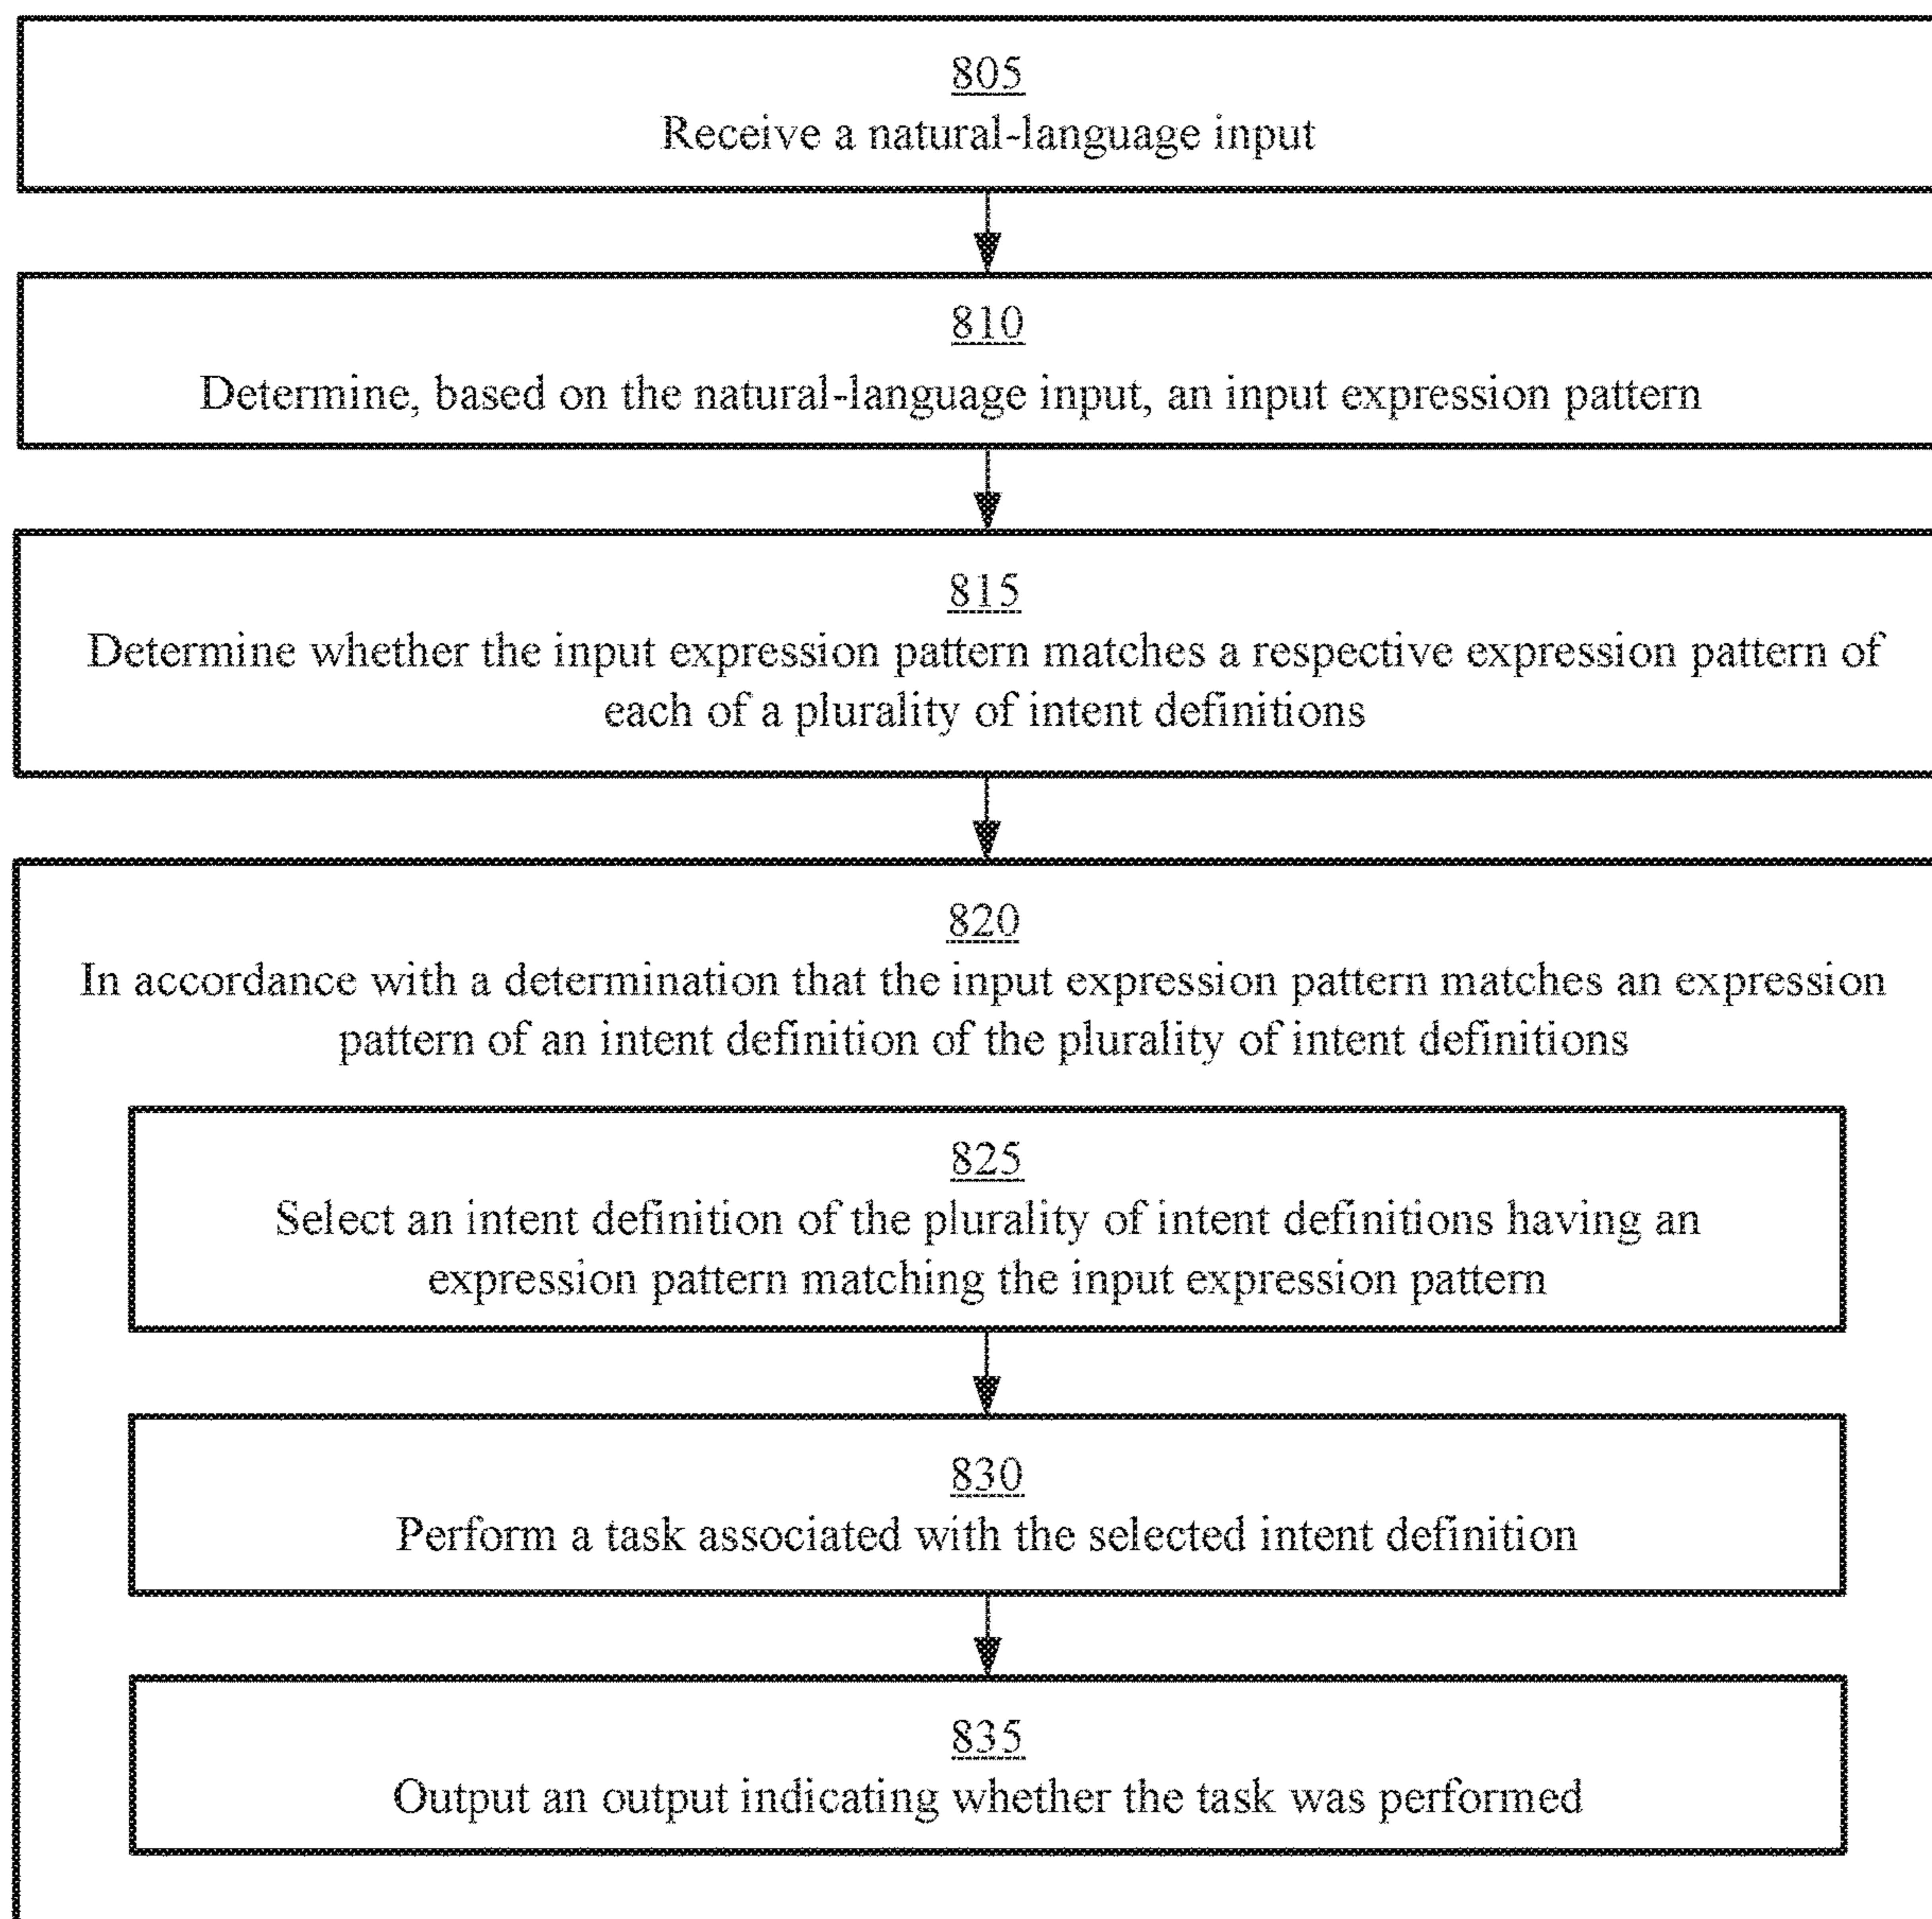 805
Receive a natural-language input
810
Determine, based on the natural-language input, an input expression pattern
815
Determine whether the input expression pattern matches a respective expression pattern of
each of a plurality of intent definitions
820
In accordance with a determination that the input expression pattern matches an expression
pattern of an intent definition of the plurality of intent definitions
825
Select an intent definition of the plurality of intent definitions having an
expression pattern matching the input expression pattern
830
Perform a task associated with the selected intent definition
835
Output an output indicating whether the task was performed